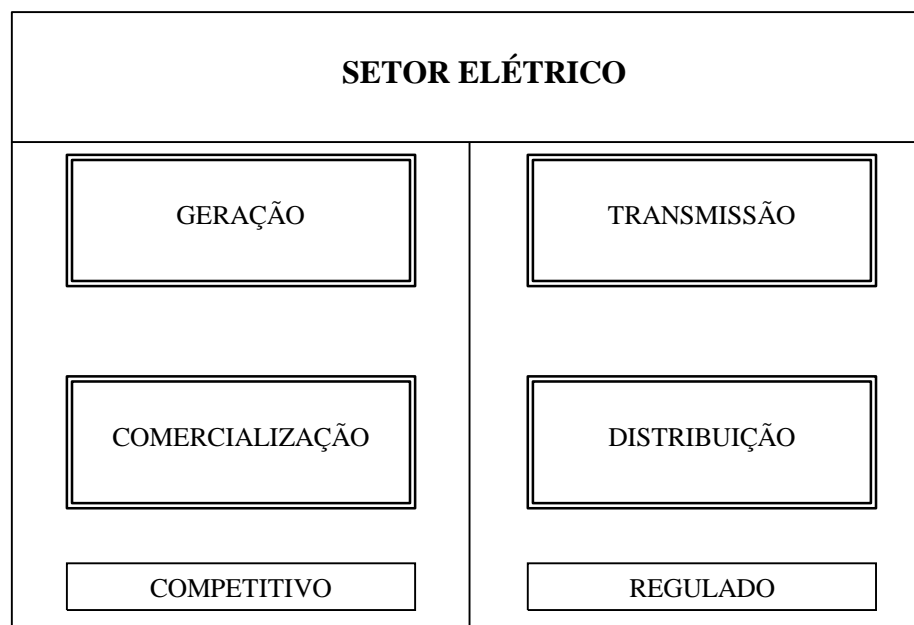 SETOR ELÉTRICO
GERAÇÃO
TRANSMISSÃO
COMERCIALIZAÇÃO
DISTRIBUIÇÃO
COMPETITIVO
REGULADO